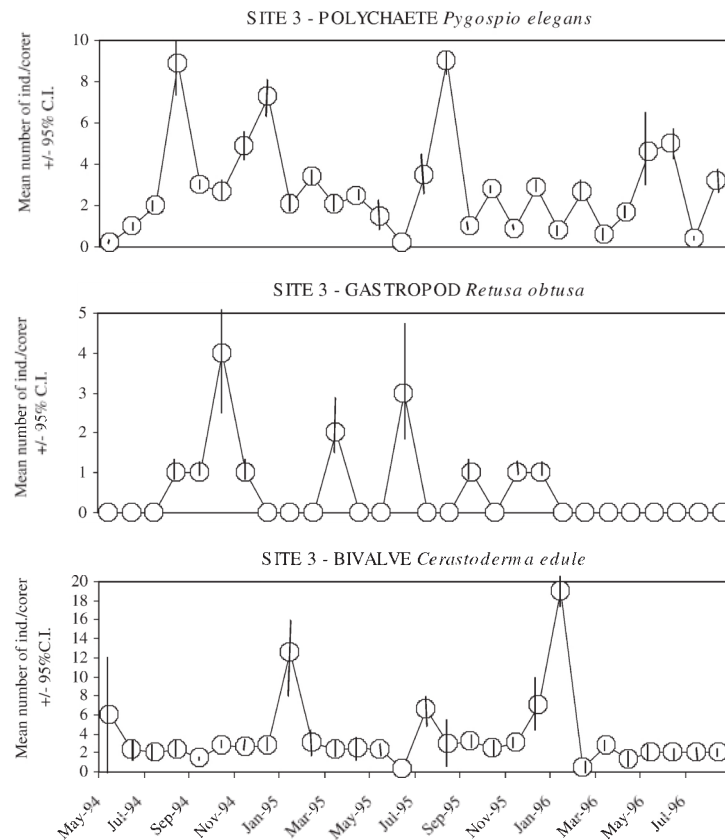 SITE 3 - POLYCHAETE Pygospio elegans
Mean number of ind./corer
+/- 95% C.I.
10
8
6
4
2
0
SITE 3 - GASTROPOD Retusa obtusa
Mean number of ind./corer
+/- 95% C.I.
5
4
3
2
1
0
SITE 3 - BIVALVE Cerastoderma edule
Mean number of ind./corer
+/- 95%C.I.
20
18
16
14
12
10
8
6
4
2
0
May-94
Jul-94
Sep-94
Nov-94
Jan-95
Mar-95
May-95
Jul-95
Sep-95
Nov-95
Jan-96
Mar-96
May-96
Jul-96